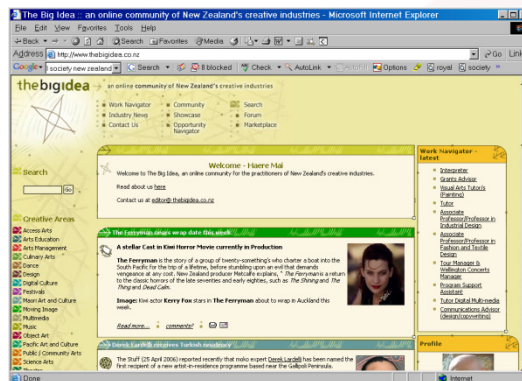 The Big Idea :: an online community of New Zealand's creative industries - Microsoft Internet Explorer
File Edit View Favorites Tools Help
Back Search Favorites Media
Address http://www.thebigidea.co.nz Go Link
Google society new zealand Search blocked Check AutoLink Options royal society
thebigidea an online community of New Zealand's creative industries
Work Navigator Community Search
Industry News Showcase Forum
Contact Us Opportunity Navigator Marketplace
Search
Go
Creative Areas
Access Arts
Arts Education
Arts Management
Culinary Arts
Dance
Design
Digital Culture
Festivals
Maori Art and Culture
Moving Image
Multimedia
Music
Object Art
Pacific Art and Culture
Public / Community Arts
Science Arts
Theatre
Welcome - Haere Mai
Welcome to The Big Idea, an online community for the practitioners of New Zealand's creative industries.
Read about us here
Contact us at editor@thebigidea.co.nz
The Ferryman nears wrap date this week
A stellar Cast in Kiwi Horror Movie currently in Production
The Ferryman is the story of a group of twenty-something's who charter a boat into the
South Pacific for the trip of a lifetime, before stumbling upon an evil that demands
vengeance at any cost. New Zealand produce Metcalfe explains, " The Ferryman is a return
to the classic horrors of the late seventies and early eighties, such as The Shining and The
Thing and Dead Calm.
Image: Kiwi actor Kerry Fox stars in The Ferryman about to wrap in Auckland this
week.
Read more... comments?
Derek Lardelli receives Turkish residency
The Stuff (25 April 2006) reported recently that moko expert Derek Lardelli has been named the
first recipient of a new artist-in-residence programme based near the Gallipoli Peninsula.
Work Navigator - latest
Interpreter
Grants Advisor
Visual Arts Tutor/s
(Painting)
Tutor
Associate
Professor/Professor in
Industrial Design
Associate
Professor/Professor in
Fashion and Textile
Design
Tour Manager &
Wellington Concerts
Manager
Program Support
Assistant
Tutor Digital Multi-media
Communications Advisor
(design/copywriting)
Profile
Done Internet